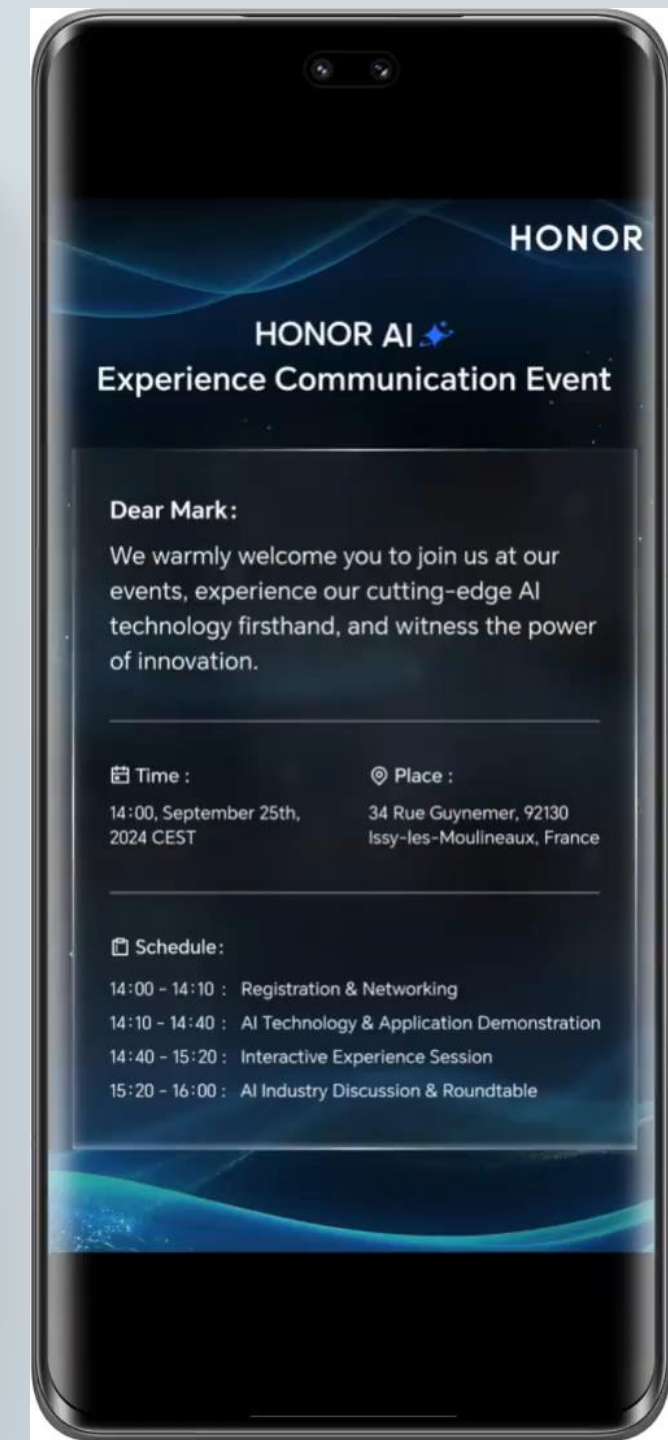 HONOR
HONOR AI
Experience Communication Event
Dear Mark:
We warmly welcome you to join us at our
events, experience our cutting-edge AI
technology firsthand, and witness the power
of innovation.
Time :
14:00, September 25th,
2024 CEST
Place :
34 Rue Guynemer, 92130
Issy-les-Moulineaux, France
Schedule:
14:00 - 14:10 : Registration & Networking
14:10 - 14:40 : AI Technology & Application Demonstration
14:40 - 15:20 : Interactive Experience Session
15:20 - 16:00 : AI Industry Discussion & Roundtable